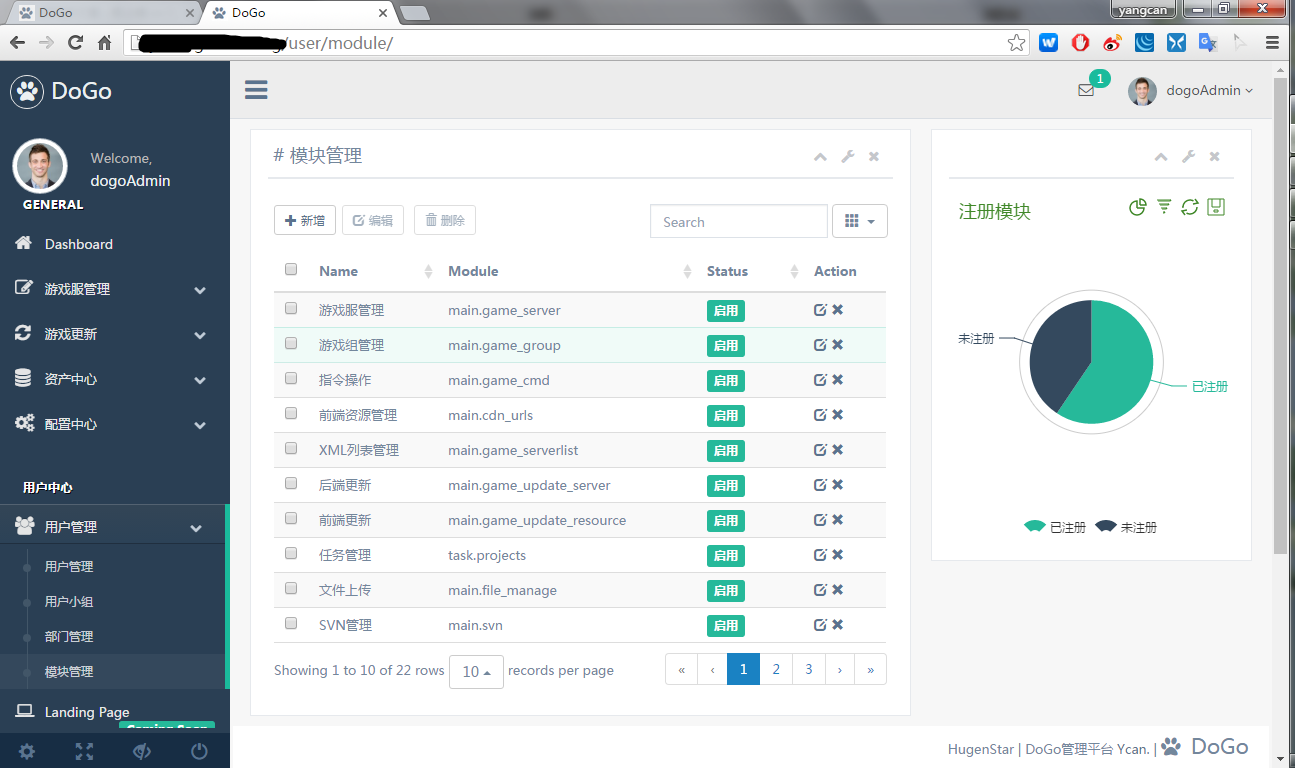 DoGo
DoGo
yangcan
/user/module/
DoGo
1
dogoAdmin
Welcome,
dogoAdmin
GENERAL
Dashboard
游戏服管理
游戏更新
资产中心
配置中心
用户中心
用户管理
用户管理
用户小组
部门管理
模块管理
Landing Page
# 模块管理
新增 编辑 删除
Search
Name Module Status Action
游戏服管理 main.game_server 启用
游戏组管理 main.game_group 启用
指令操作 main.game_cmd 启用
前端资源管理 main.cdn_urls 启用
XML列表管理 main.game_serverlist 启用
后端更新 main.game_update_server 启用
前端更新 main.game_update_resource 启用
任务管理 task.projects 启用
文件上传 main.file_manage 启用
SVN管理 main.svn 启用
Showing 1 to 10 of 22 rows 10 records per page
« ‹ 1 2 3 › »
注册模块
未注册
已注册
已注册 未注册
HugenStar | DoGo管理平台 Ycan. | DoGo